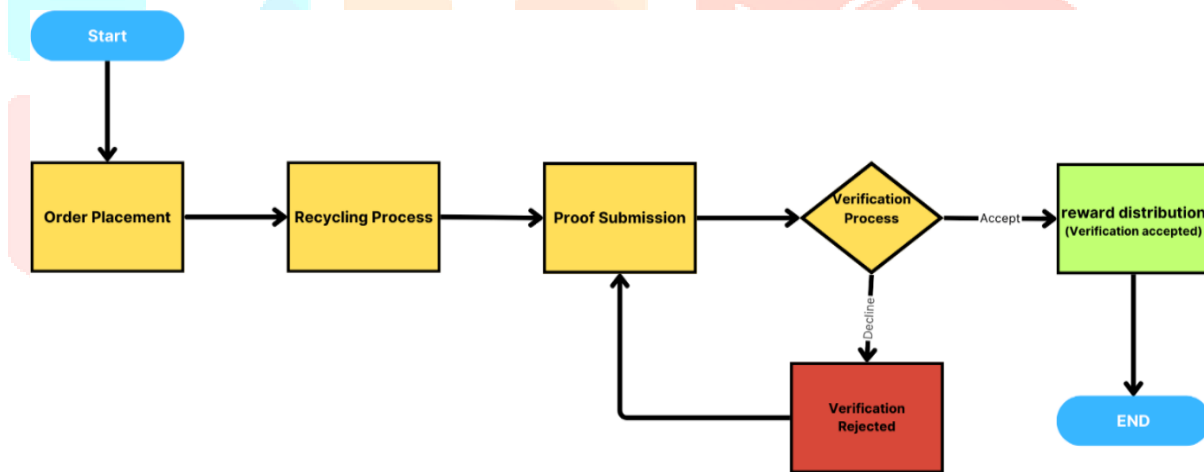 Start
Order Placement
Recycling Process
Proof Submission
Verification
Process
Accept
reward distribution
(Verification accepted)
Decline
Verification
Rejected
END